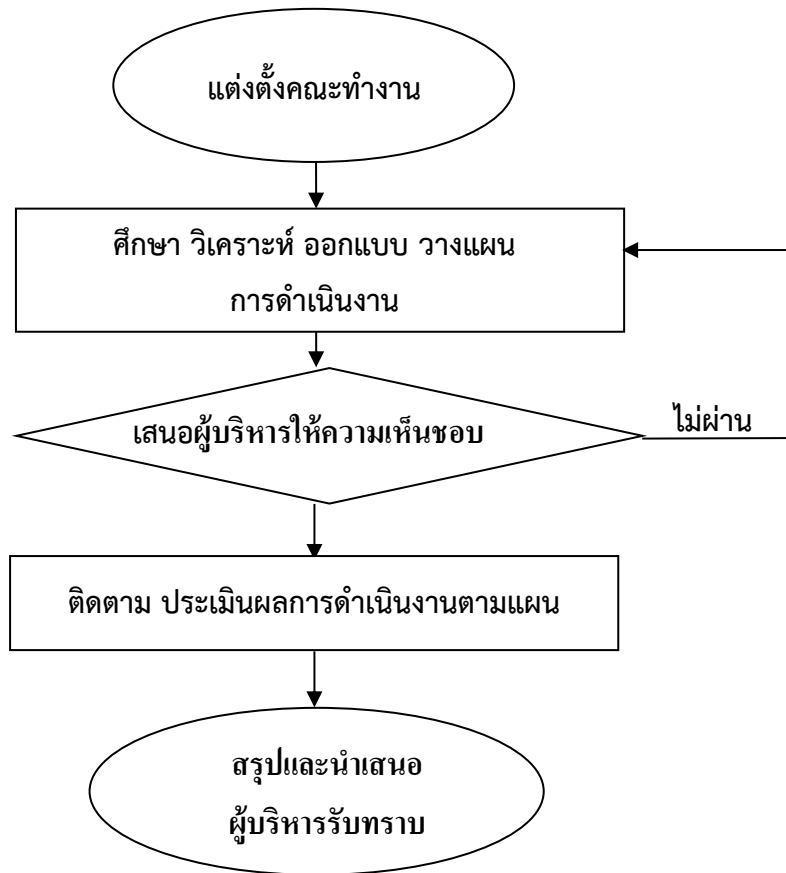 แต่งตั้งคณะทำงาน
ศึกษา วิเคราะห์ ออกแบบ วางแผน
การดำเนินงาน
เสนอผู้บริหารให้ความเห็นชอบ
ไม่ผ่าน
ติดตาม ประเมินผลการดำเนินงานตามแผน
สรุปและนำเสนอ
ผู้บริหารรับทราบ